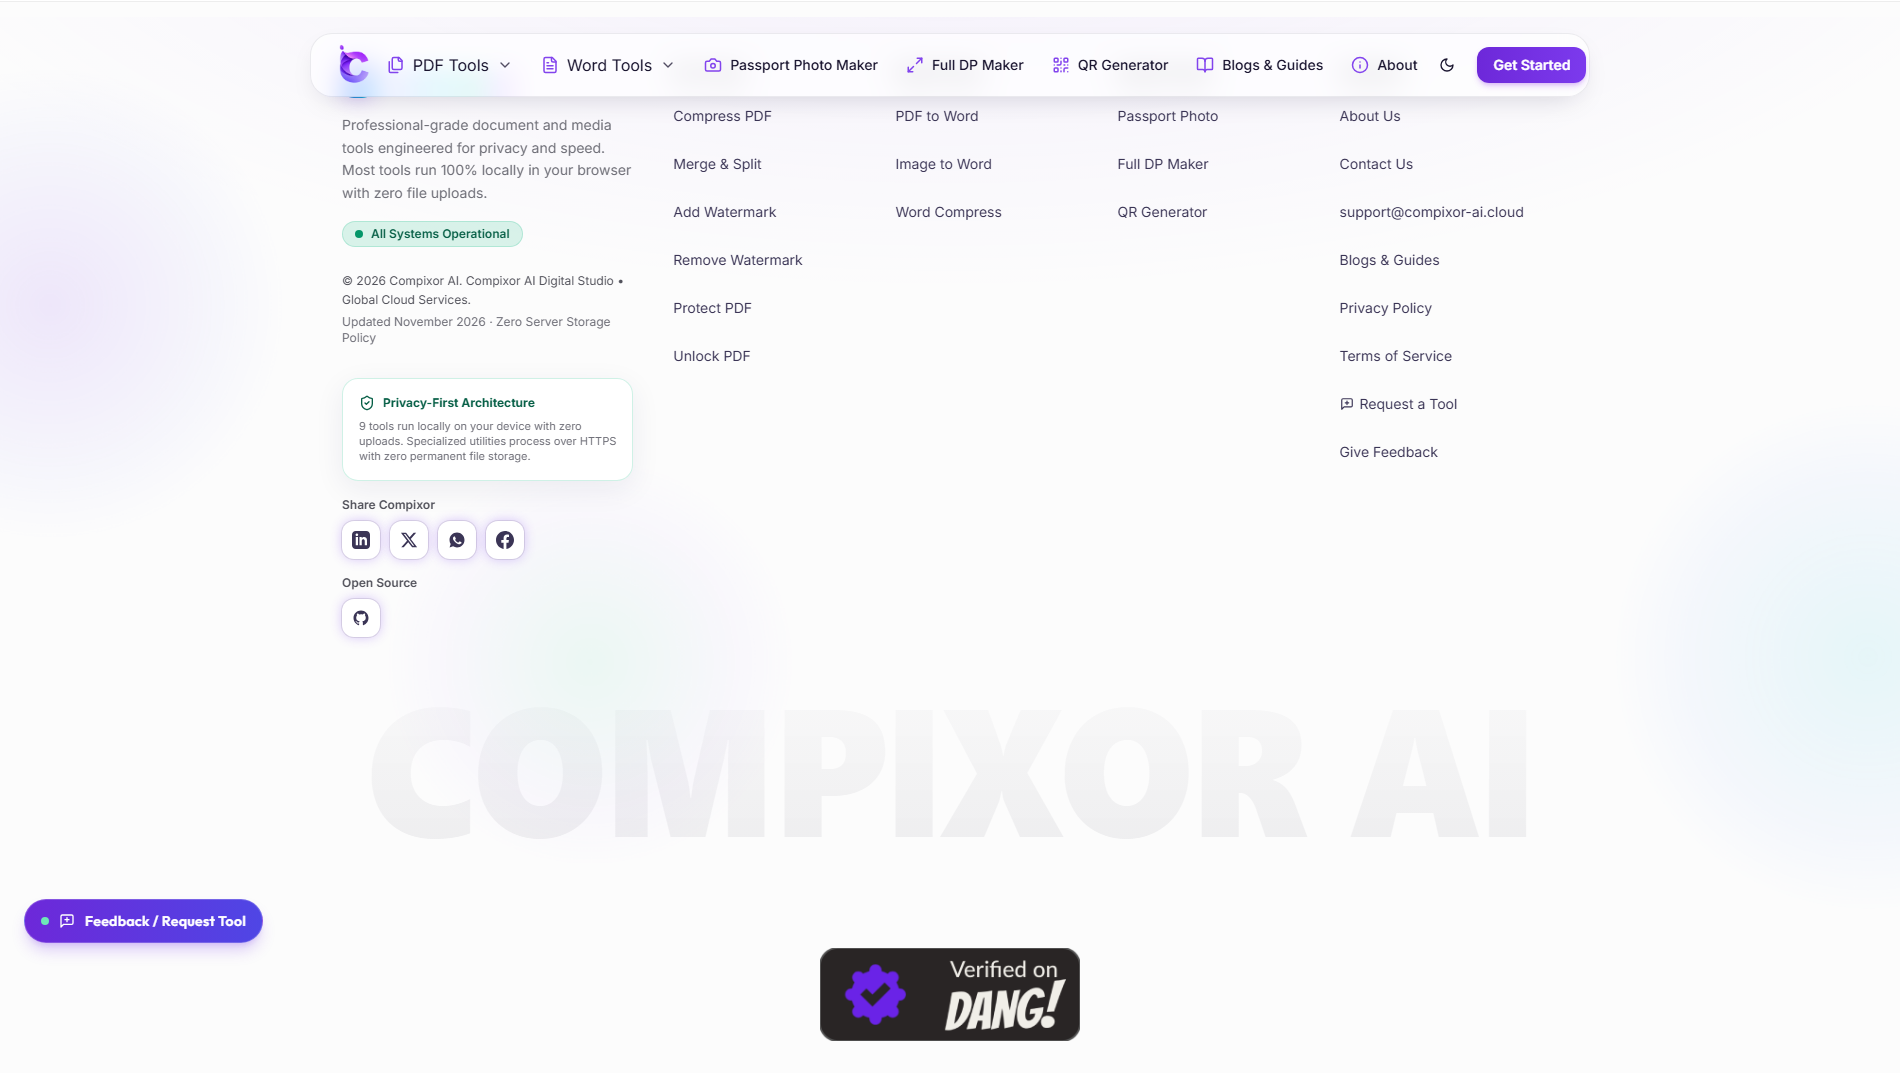 PDF Tools
Word Tools
Passport Photo Maker
Full DP Maker
QR Generator
Blogs & Guides
About
Get Started
Professional-grade document and media
tools engineered for privacy and speed.
Most tools run 100% locally in your browser
with zero file uploads.
All Systems Operational
© 2026 Compixor AI. Compixor AI Digital Studio •
Global Cloud Services.
Updated November 2026 · Zero Server Storage
Policy
Privacy-First Architecture
9 tools run locally on your device with zero
uploads. Specialized utilities process over HTTPS
with zero permanent file storage.
Share Compixor
Open Source
Compress PDF
Merge & Split
Add Watermark
Remove Watermark
Protect PDF
Unlock PDF
PDF to Word
Image to Word
Word Compress
Passport Photo
Full DP Maker
QR Generator
About Us
Contact Us
support@compixor-ai.cloud
Blogs & Guides
Privacy Policy
Terms of Service
Request a Tool
Give Feedback
COMPIXOR AI
Feedback / Request Tool
Verified on
DANG!